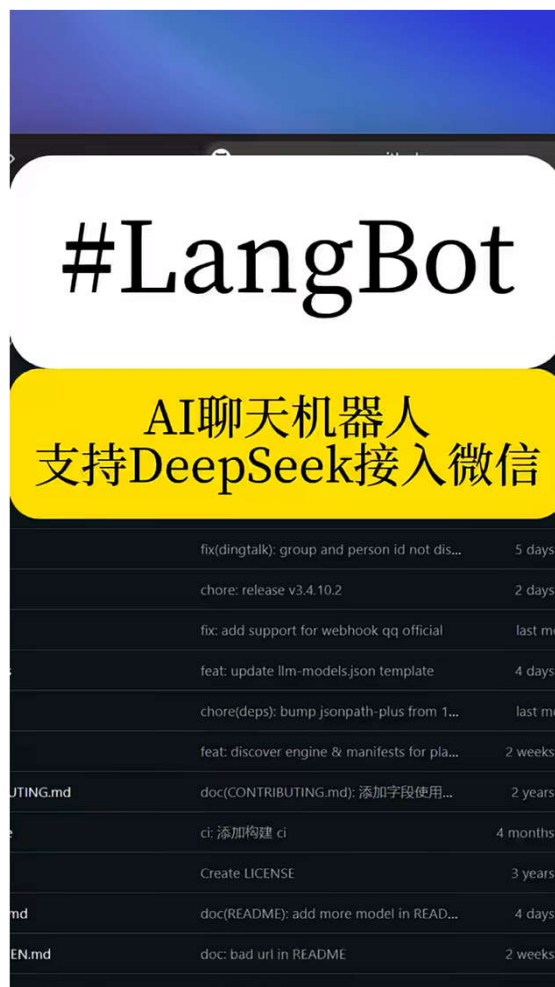 #LangBot
AI聊天机器人
支持DeepSeek接入微信
fix(dingtalk): group and person id not dis... 5 days
chore: release v3.4.10.2 2 days
fix: add support for webhook qq official last m
feat: update llm-models.json template 4 days
chore(deps): bump jsonpath-plus from 1... last m
feat: discover engine & manifests for pla... 2 weeks
UTING.md doc(CONTRIBUTING.md): 添加字段使用... 2 years
ci: 添加构建 ci 4 months
Create LICENSE 3 years
md doc(README): add more model in READ... 4 days
EN.md doc: bad url in README 2 weeks